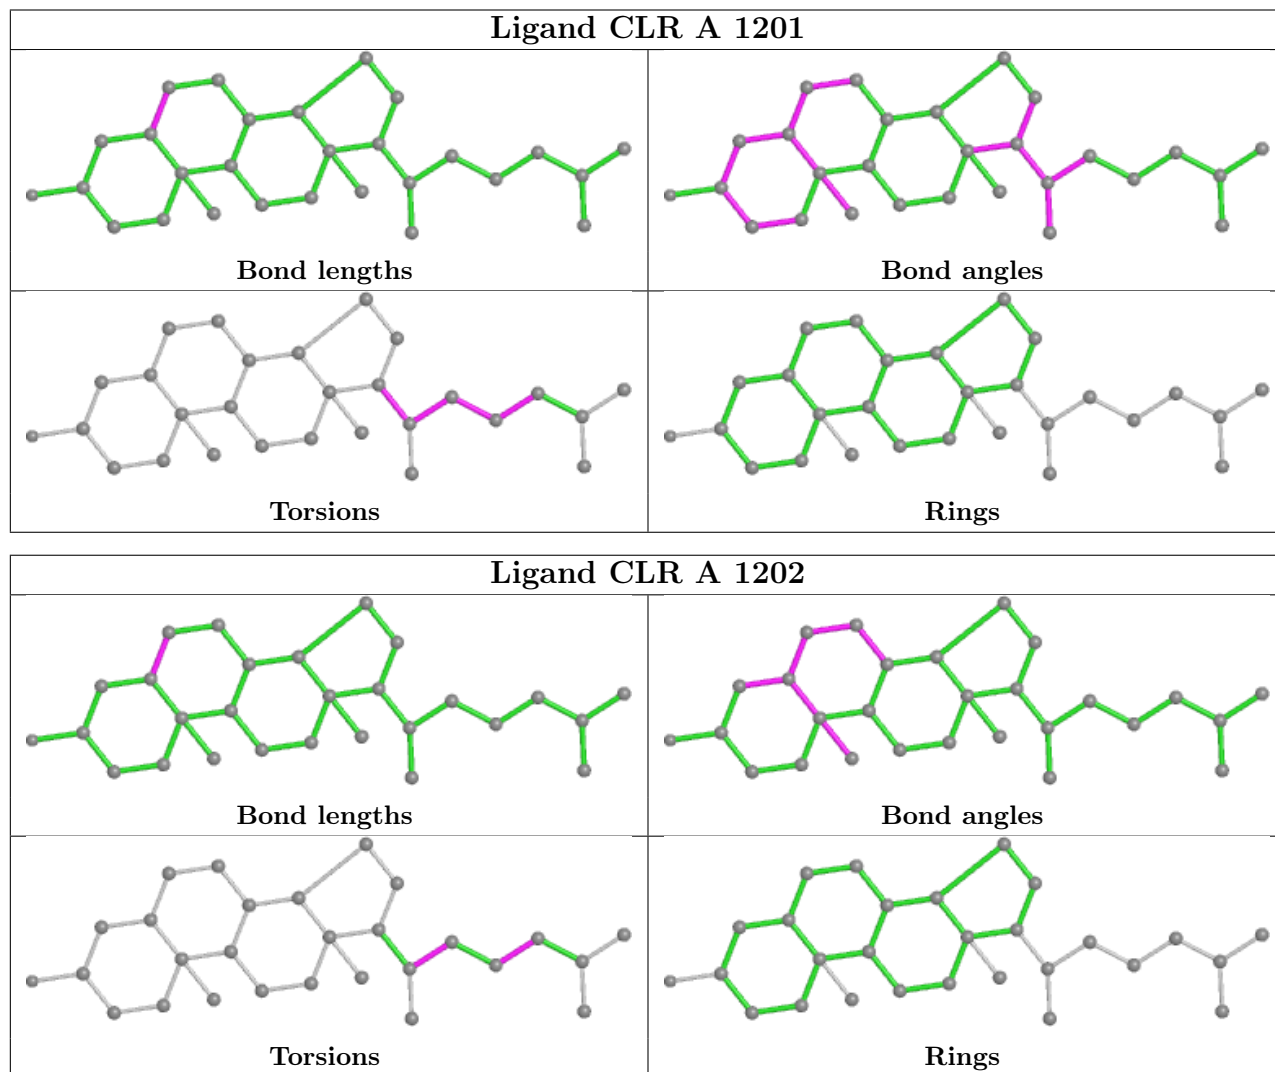 Ligand CLR A 1201
Bond lengths
Bond angles
Torsions
Rings
Ligand CLR A 1202
Bond lengths
Bond angles
Torsions
Rings